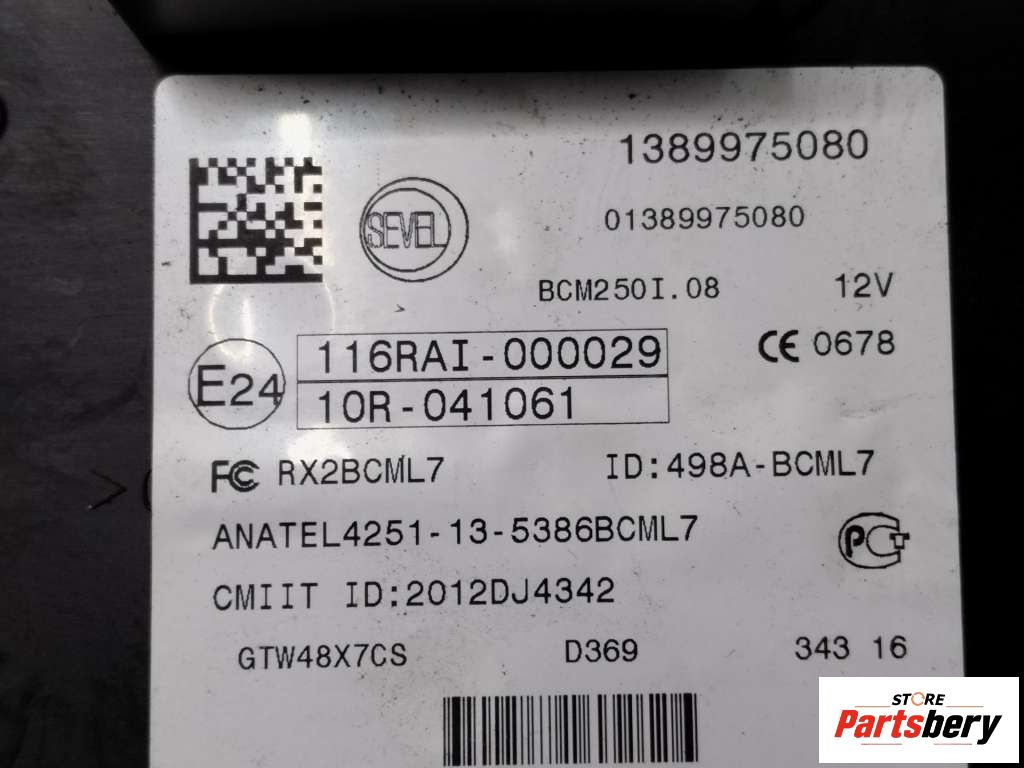 1389975080
SEVEL
01389975080
BCM250I.08 12V
E24
116RAI-000029
CE 0678
10R-041061
FC RX2BCML7 ID:498A-BCML7
ANATEL4251-13-5386BCML7
PCT
CMIIT ID:2012DJ4342
GTW48X7CS D369 343 16
STORE
Partsbery